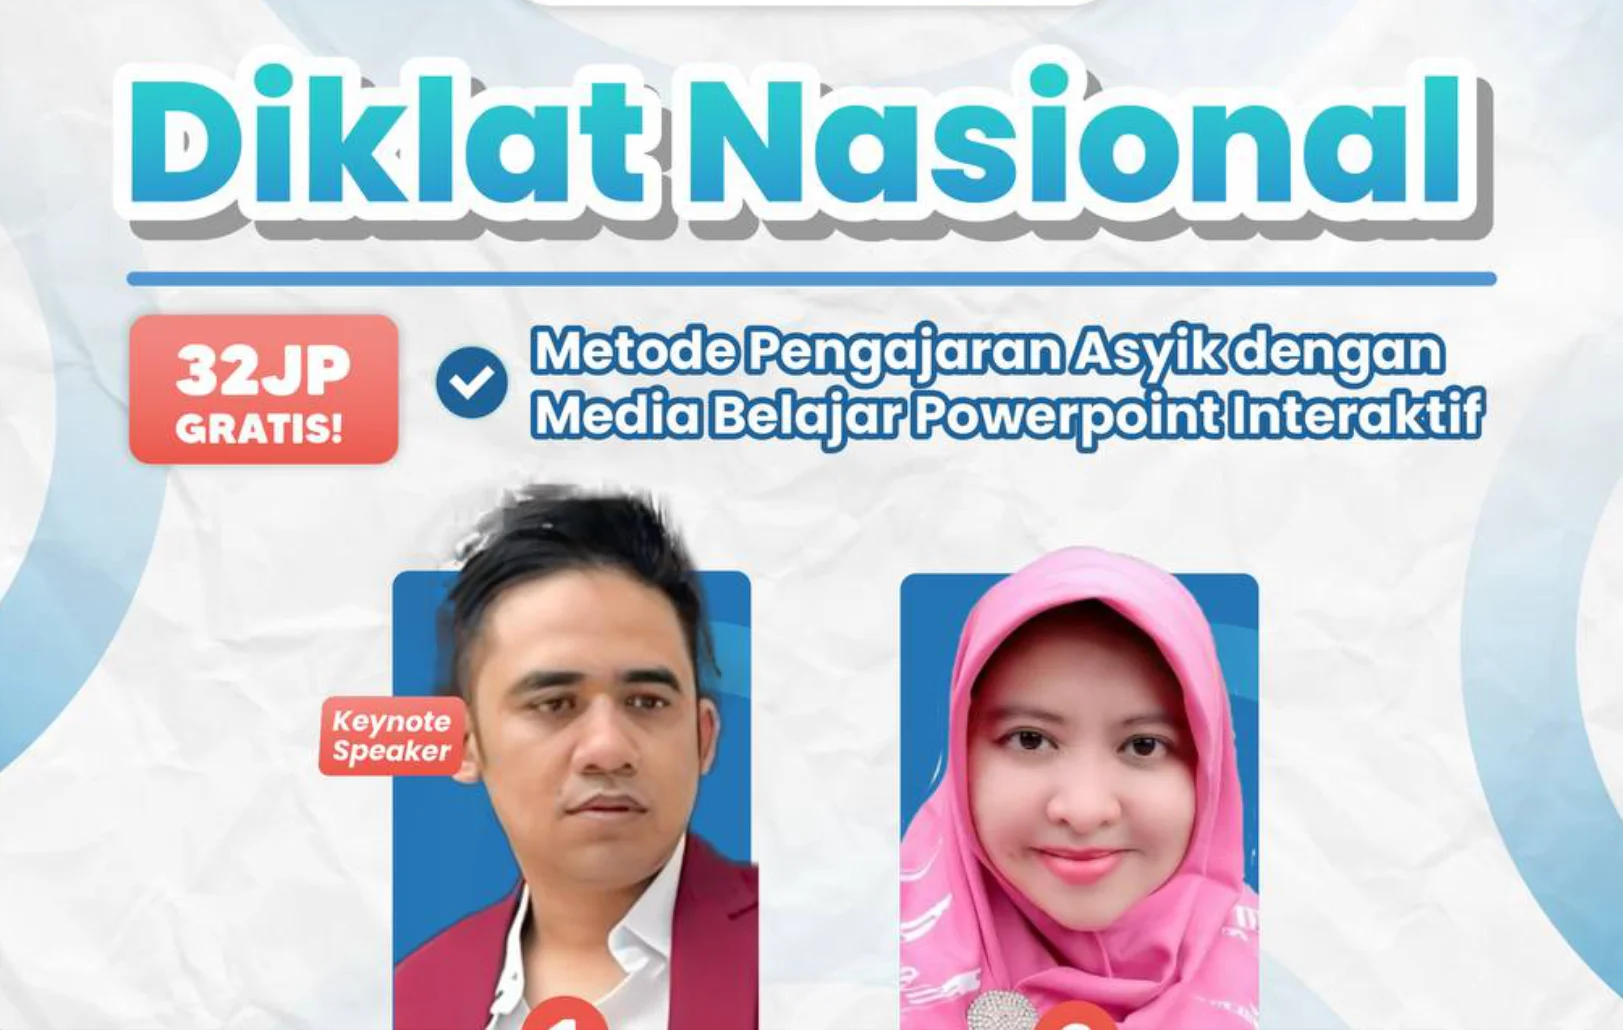 Diklat Nasional
32JP
GRATIS!
Metode Pengajaran Asyik dengan
Media Belajar Powerpoint Interaktif
Keynote
Speaker